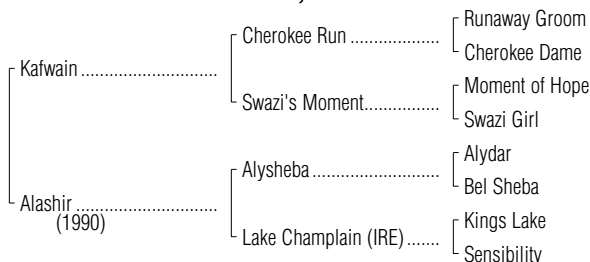 Runaway Groom
Cherokee Run ...................
Cherokee Dame
Kafwain .............................
Moment of Hope
Swazi's Moment................
Swazi Girl
Alydar
Alysheba ...........................
Bel Sheba
Alashir ..............................
(1990)
Kings Lake
Lake Champlain (IRE) .......
Sensibility